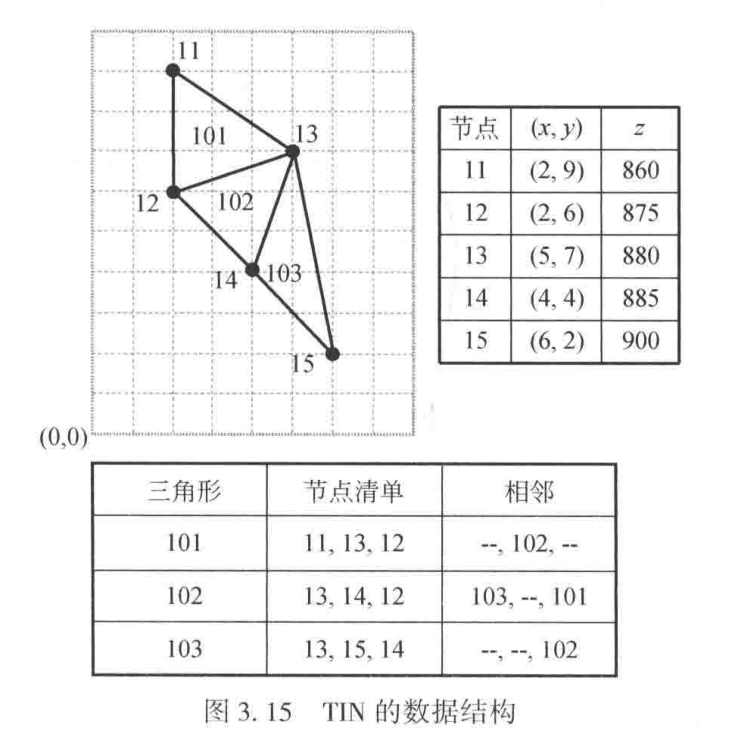 11
101
13
12
102
14
103
15
(0,0)
节点 (x, y) z
11 (2, 9) 860
12 (2, 6) 875
13 (5, 7) 880
14 (4, 4) 885
15 (6, 2) 900
三角形 节点清单 相邻
101 11, 13, 12 --, 102, --
102 13, 14, 12 103, --, 101
103 13, 15, 14 --, --, 102
图 3.15 TIN 的数据结构